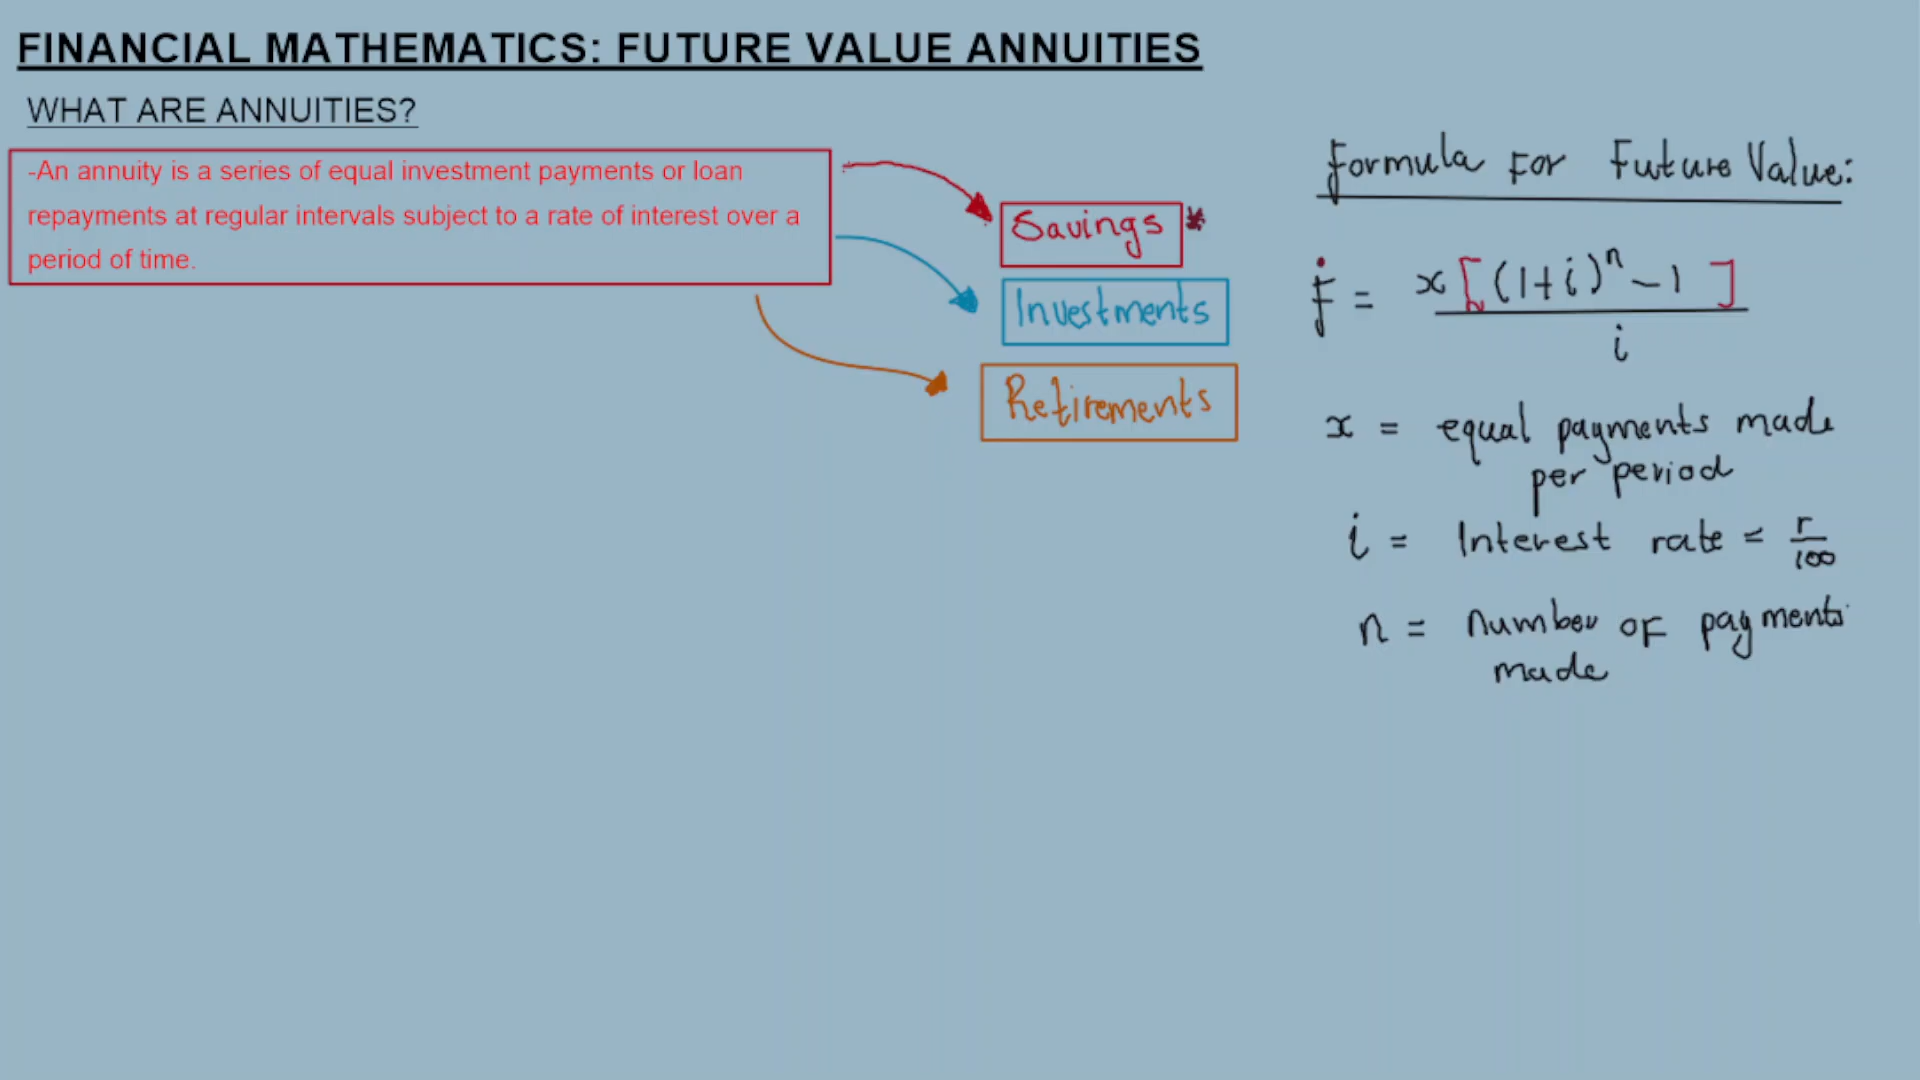 FINANCIAL MATHEMATICS: FUTURE VALUE ANNUITIES
WHAT ARE ANNUITIES?
-An annuity is a series of equal investment payments or loan
repayments at regular intervals subject to a rate of interest over a
period of time.
Savings *
Investments
Retirements
Formula For Future Value:
F = x[(1+i)^n - 1]
i
x = equal payments made
per period
i = Interest rate = r/100
n = number of payments
made